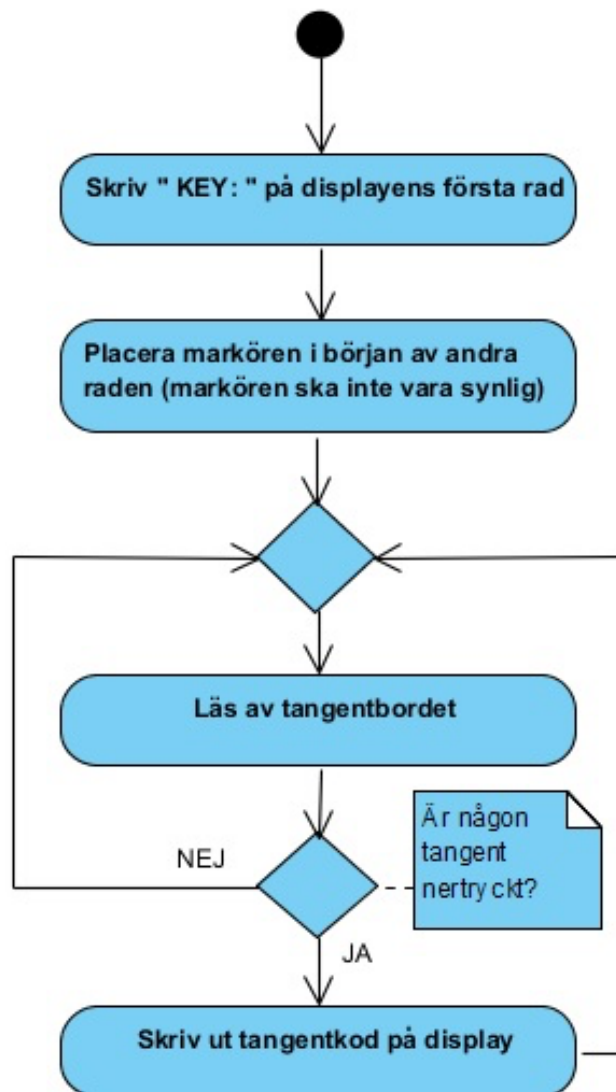 Skriv " KEY: " på displayens första rad
Placera markören i början av andra
raden (markören ska inte vara synlig)
Läs av tangentbordet
Är någon
tangent
nertryckt?
NEJ
JA
Skriv ut tangentkod på display